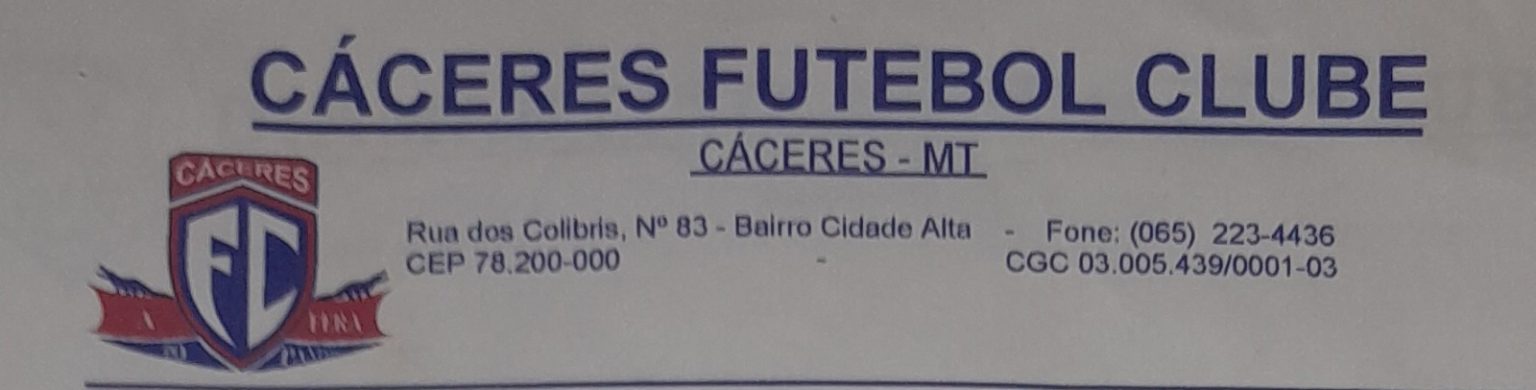 CÁCERES FUTEBOL CLUBE
CÁCERES - MT
CÁCERES
FC
Rua dos Colibris, Nº 83 - Bairro Cidade Alta - Fone: (065) 223-4436
CEP 78.200-000 - CGC 03.005.439/0001-03
A